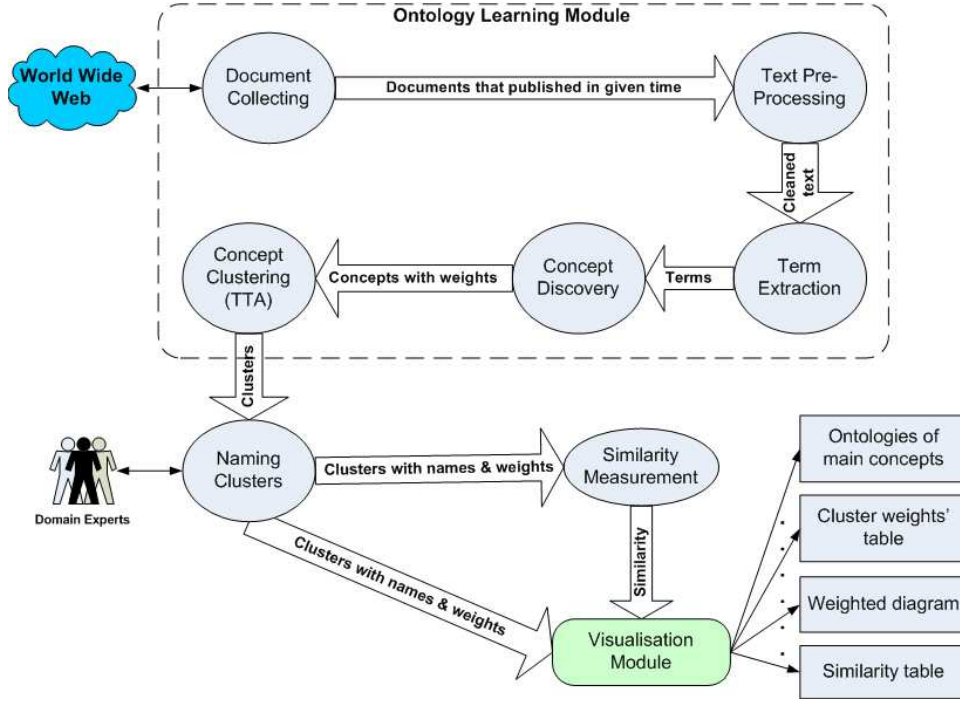 Ontology Learning Module
World Wide
Web
Document
Collecting
Documents that published in given time
Text Pre-
Processing
Cleaned
text
Term
Extraction
Terms
Concept
Discovery
Concepts with weights
Concept
Clustering
(TTA)
Clusters
Domain Experts
Naming
Clusters
Clusters with names & weights
Similarity
Measurement
Clusters with names & weights
Similarity
Visualisation
Module
Ontologies of
main concepts
Cluster weights'
table
Weighted diagram
Similarity table